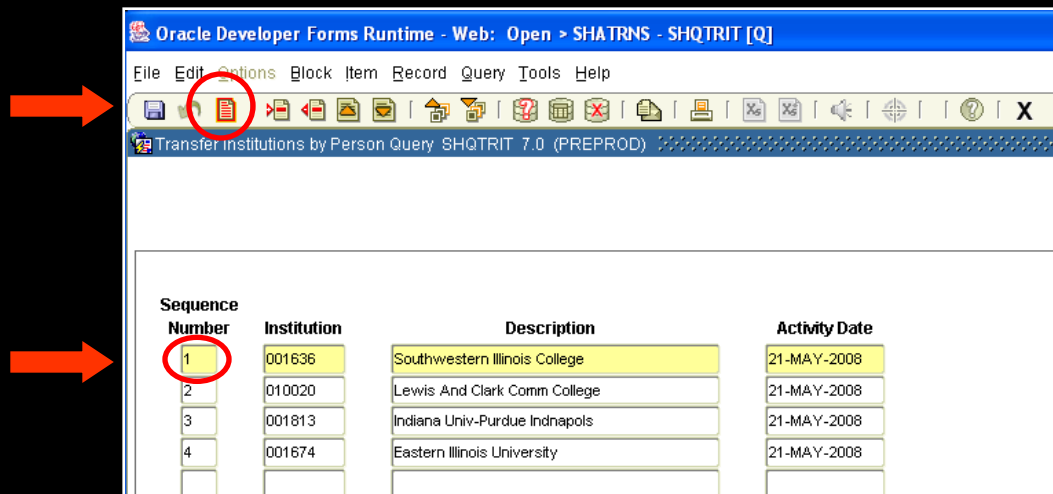 Oracle Developer Forms Runtime - Web: Open > SHATRNS - SHQTRIT [Q]
File Edit Options Block Item Record Query Tools Help
X
Transfer Institutions by Person Query SHQTRIT 7.0 (PREPROD)
Sequence
Number Institution Description Activity Date
1 001636 Southwestern Illinois College 21-MAY-2008
2 010020 Lewis And Clark Comm College 21-MAY-2008
3 001813 Indiana Univ-Purdue Indnapols 21-MAY-2008
4 001674 Eastern Illinois University 21-MAY-2008